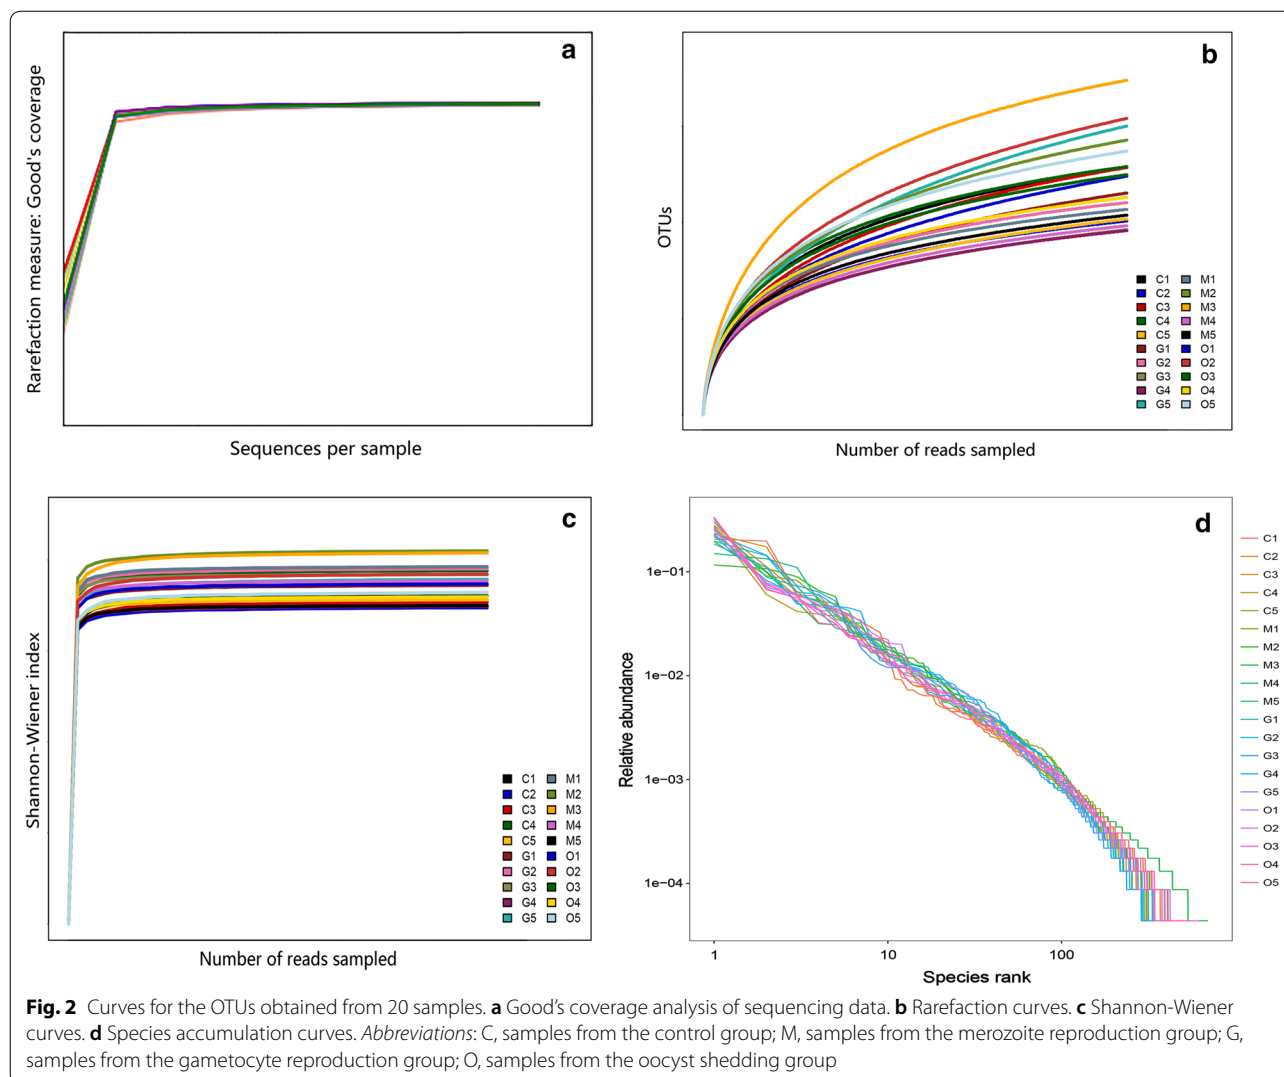 a
Rarefaction measure: Good's coverage
Sequences per sample
b
OTUs
C1 M1
C2 M2
C3 M3
C4 M4
C5 M5
G1 O1
G2 O2
G3 O3
G4 O4
G5 O5
Number of reads sampled
c
Shannon-Wiener index
C1 M1
C2 M2
C3 M3
C4 M4
C5 M5
G1 O1
G2 O2
G3 O3
G4 O4
G5 O5
Number of reads sampled
d
Relative abundance
1e−01
1e−02
1e−03
1e−04
1 10 100
Species rank
C1
C2
C3
C4
C5
M1
M2
M3
M4
M5
G1
G2
G3
G4
G5
O1
O2
O3
O4
O5
Fig. 2 Curves for the OTUs obtained from 20 samples. a Good's coverage analysis of sequencing data. b Rarefaction curves. c Shannon-Wiener
curves. d Species accumulation curves. Abbreviations: C, samples from the control group; M, samples from the merozoite reproduction group; G,
samples from the gametocyte reproduction group; O, samples from the oocyst shedding group